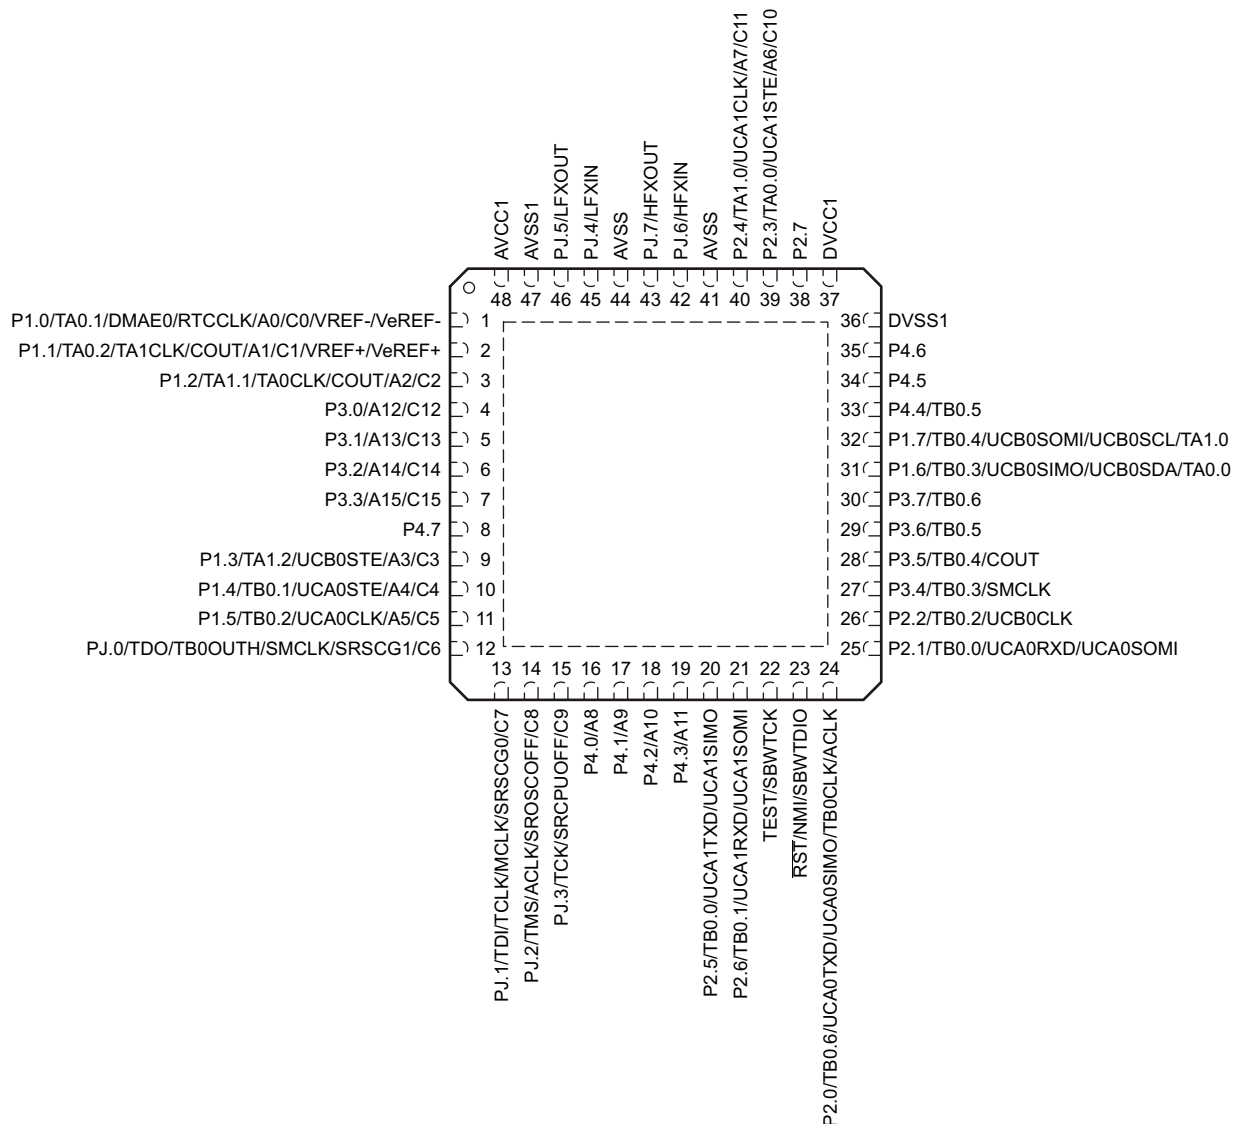 AVCC1
AVSS1
PJ.5/LFXOUT
PJ.4/LFXIN
AVSS
PJ.7/HFXOUT
PJ.6/HFXIN
AVSS
P2.4/TA1.0/UCA1CLK/A7/C11
P2.3/TA0.0/UCA1STE/A6/C10
P2.7
DVCC1
48 47 46 45 44 43 42 41 40 39 38 37
P1.0/TA0.1/DMAE0/RTCCLK/A0/C0/VREF-/VeREF- 1
P1.1/TA0.2/TA1CLK/COUT/A1/C1/VREF+/VeREF+ 2
P1.2/TA1.1/TA0CLK/COUT/A2/C2 3
P3.0/A12/C12 4
P3.1/A13/C13 5
P3.2/A14/C14 6
P3.3/A15/C15 7
P4.7 8
P1.3/TA1.2/UCB0STE/A3/C3 9
P1.4/TB0.1/UCA0STE/A4/C4 10
P1.5/TB0.2/UCA0CLK/A5/C5 11
PJ.0/TDO/TB0OUTH/SMCLK/SRSCG1/C6 12
36 DVSS1
35 P4.6
34 P4.5
33 P4.4/TB0.5
32 P1.7/TB0.4/UCB0SOMI/UCB0SCL/TA1.0
31 P1.6/TB0.3/UCB0SIMO/UCB0SDA/TA0.0
30 P3.7/TB0.6
29 P3.6/TB0.5
28 P3.5/TB0.4/COUT
27 P3.4/TB0.3/SMCLK
26 P2.2/TB0.2/UCB0CLK
25 P2.1/TB0.0/UCA0RXD/UCA0SOMI
13 14 15 16 17 18 19 20 21 22 23 24
PJ.1/TDI/TCLK/MCLK/SRSCG0/C7
PJ.2/TMS/ACLK/SROSCOFF/C8
PJ.3/TCK/SRCPUOFF/C9
P4.0/A8
P4.1/A9
P4.2/A10
P4.3/A11
P2.5/TB0.0/UCA1TXD/UCA1SIMO
P2.6/TB0.1/UCA1RXD/UCA1SOMI
TEST/SBWTCK
RST/NMI/SBWTDIO
P2.0/TB0.6/UCA0TXD/UCA0SIMO/TB0CLK/ACLK